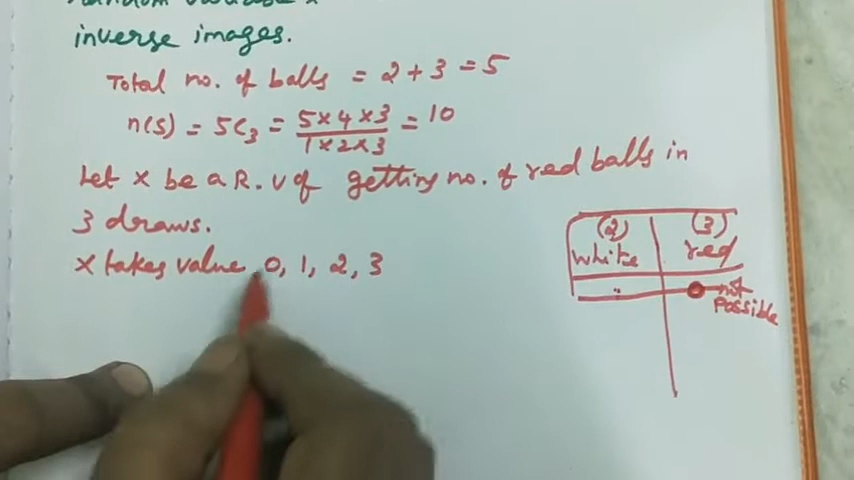 random variable x
inverse images.
Total no. of balls = 2 + 3 = 5
n(S) = 5C₃ = 5×4×3 / 1×2×3 = 10
Let X be a R.V of getting no. of red balls in
3 draws.
X takes value 0, 1, 2, 3
(2) (3)
white red
not
possible